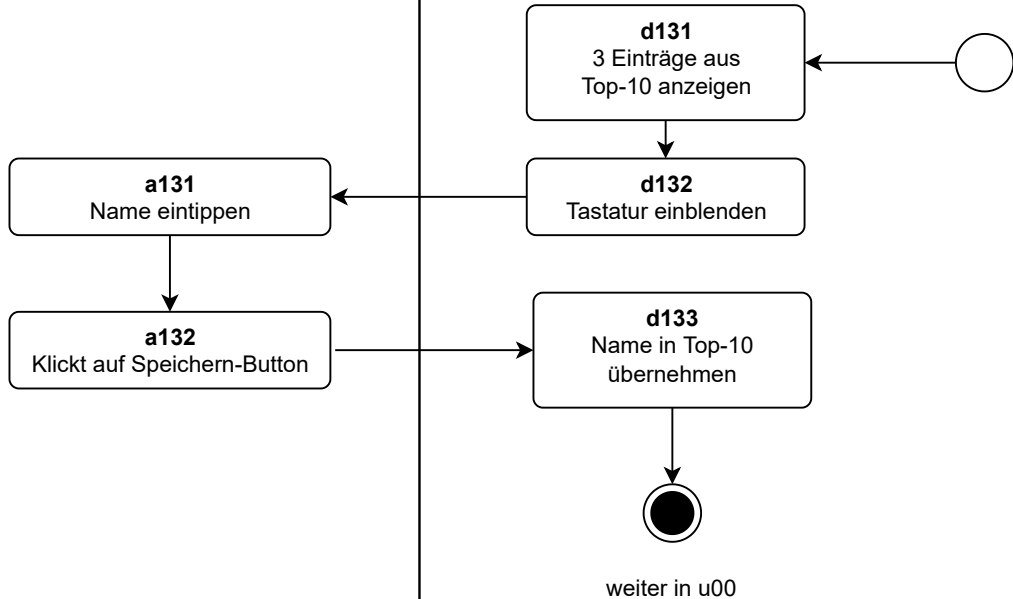 d131
3 Einträge aus
Top-10 anzeigen
d132
Tastatur einblenden
a131
Name eintippen
a132
Klickt auf Speichern-Button
d133
Name in Top-10
übernehmen
weiter in u00